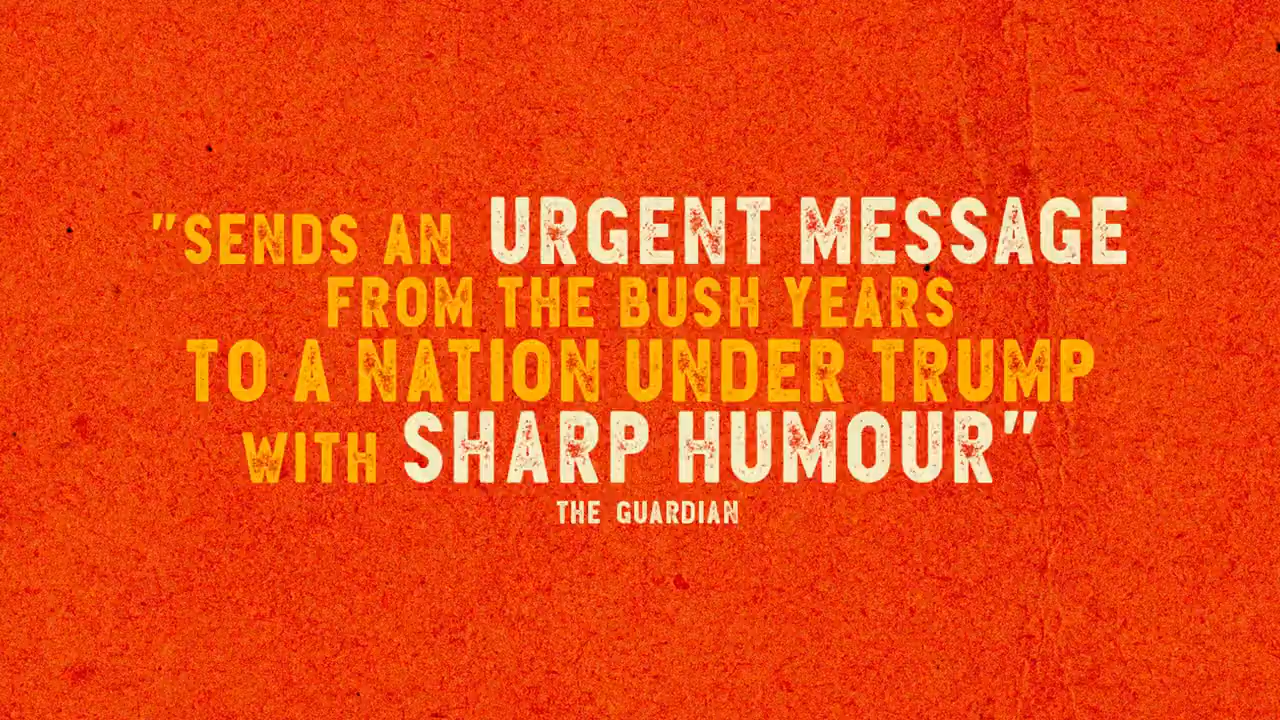 "SENDS AN URGENT MESSAGE
FROM THE BUSH YEARS
TO A NATION UNDER TRUMP
WITH SHARP HUMOUR"
THE GUARDIAN